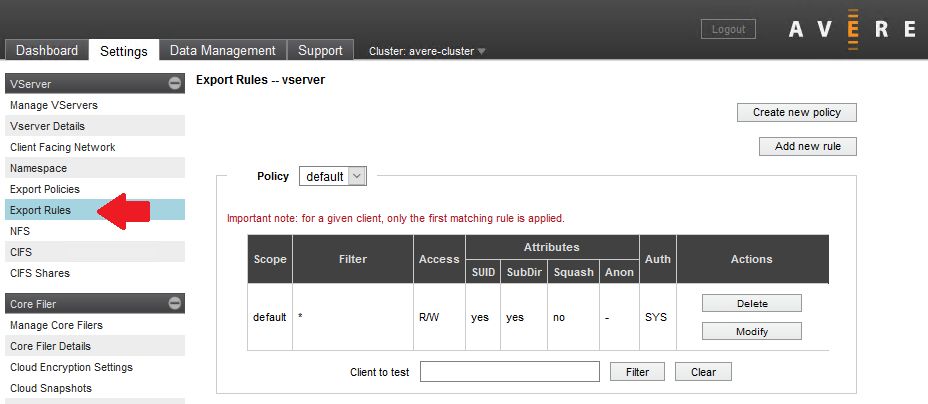 Logout
AVERE
Dashboard Settings Data Management Support Cluster: avere-cluster
VServer
Manage VServers
Vserver Details
Client Facing Network
Namespace
Export Policies
Export Rules
NFS
CIFS
CIFS Shares
Core Filer
Manage Core Filers
Core Filer Details
Cloud Encryption Settings
Cloud Snapshots
Export Rules -- vserver
Create new policy
Add new rule
Policy default
Important note: for a given client, only the first matching rule is applied.
Scope Filter Access Attributes Auth Actions
SUID SubDir Squash Anon
default * R/W yes yes no - SYS
Delete
Modify
Client to test Filter Clear